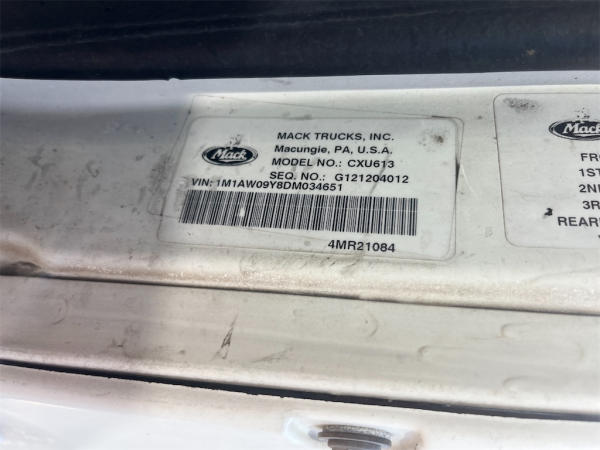 MACK TRUCKS, INC.
Macungie, PA, U.S.A.
Mack
MODEL NO.: CXU613
SEQ. NO.: G121204012
VIN: 1M1AW09Y8DM034651
4MR21084
Mack
FR
1ST
2N
3R
REAR